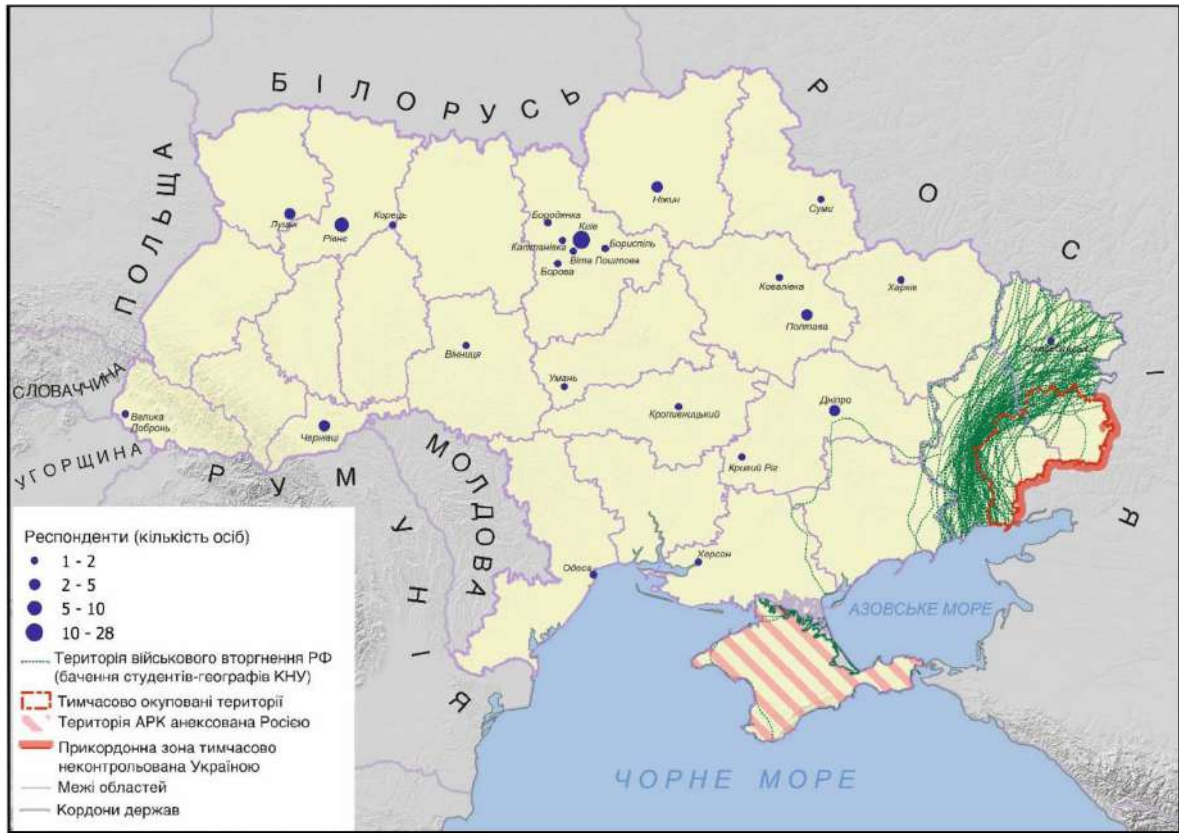 БІЛОРУСЬ
РОСІЯ
ПОЛЬЩА
СЛОВАЧЧИНА
УГОРЩИНА
РУМУНІЯ
МОЛДОВА
Луцьк
Рівне
Корець
Бородянка
Київ
Капітанівка
Бориспіль
Віта Поштова
Борова
Ніжин
Суми
Ковалівка
Полтава
Харків
Вінниця
Умань
Кропивницький
Дніпро
Кривий Ріг
Велика
Добронь
Чернівці
Одеса
Херсон
АЗОВСЬКЕ МОРЕ
ЧОРНЕ МОРЕ
Респонденти (кількість осіб)
1 - 2
2 - 5
5 - 10
10 - 28
Територія військового вторгнення РФ
(бачення студентів-географів КНУ)
Тимчасово окуповані території
Територія АРК анексована Росією
Прикордонна зона тимчасово
неконтрольована Україною
Межі областей
Кордони держав